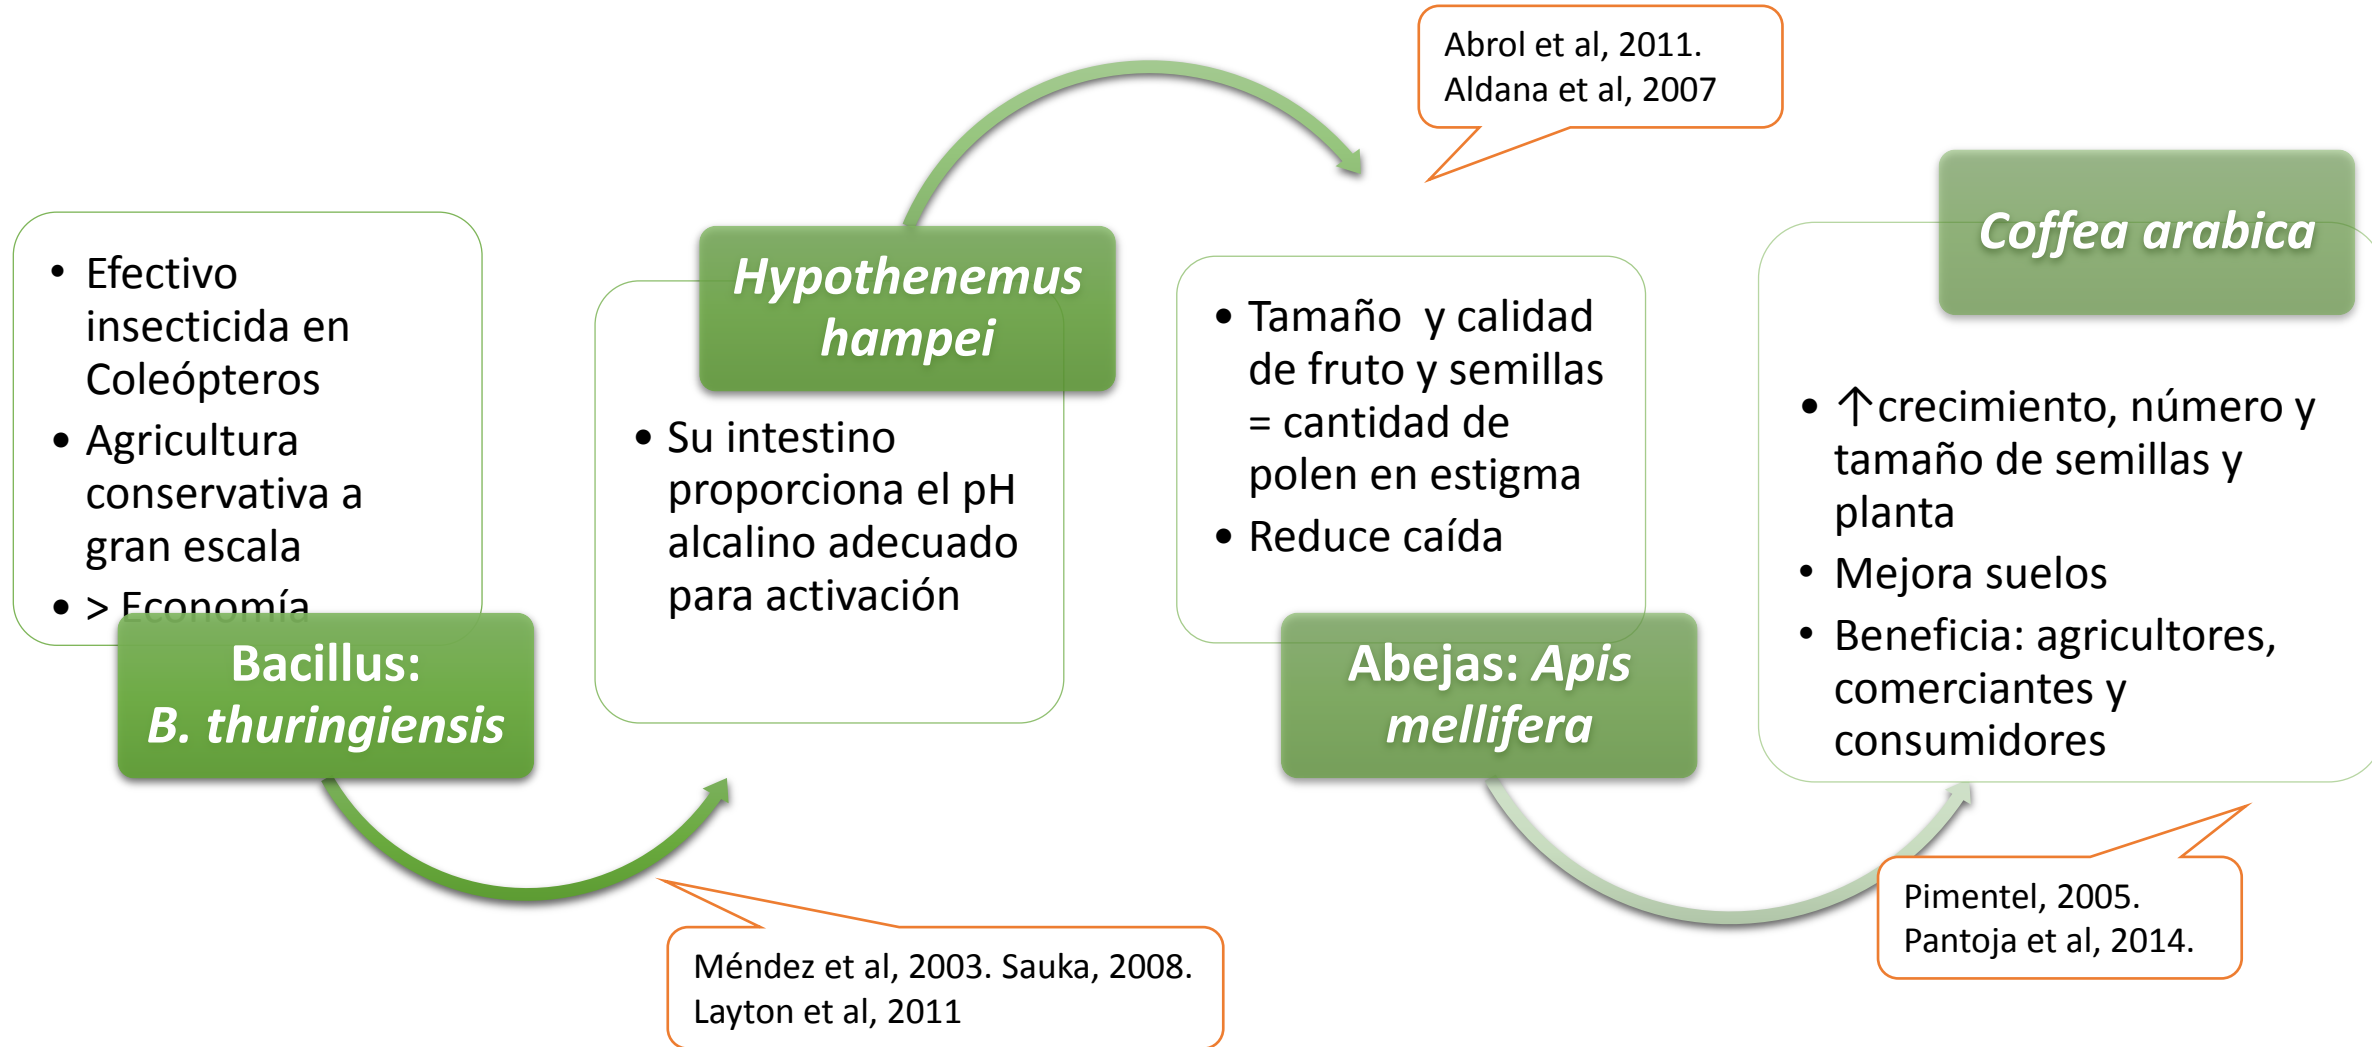 Abrol et al, 2011.
Aldana et al, 2007
• Efectivo
insecticida en
Coleópteros
• Agricultura
conservativa a
gran escala
• > Economía
Bacillus:
B. thuringiensis
Hypothenemus
hampei
• Su intestino
proporciona el pH
alcalino adecuado
para activación
• Tamaño  y calidad
de fruto y semillas
= cantidad de
polen en estigma
• Reduce caída
Abejas: Apis
mellifera
Coffea arabica
• ↑crecimiento, número y
tamaño de semillas y
planta
• Mejora suelos
• Beneficia: agricultores,
comerciantes y
consumidores
Méndez et al, 2003. Sauka, 2008.
Layton et al, 2011
Pimentel, 2005.
Pantoja et al, 2014.